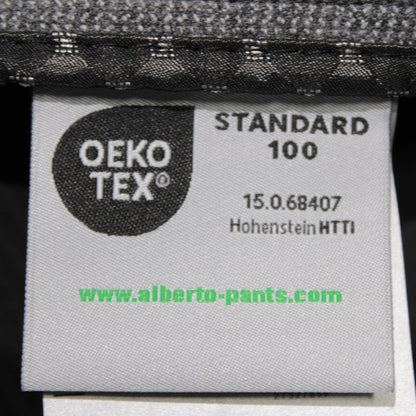 OEKO
TEX®
STANDARD
100
15.0.68407
Hohenstein HTTI
www.alberto-pants.com